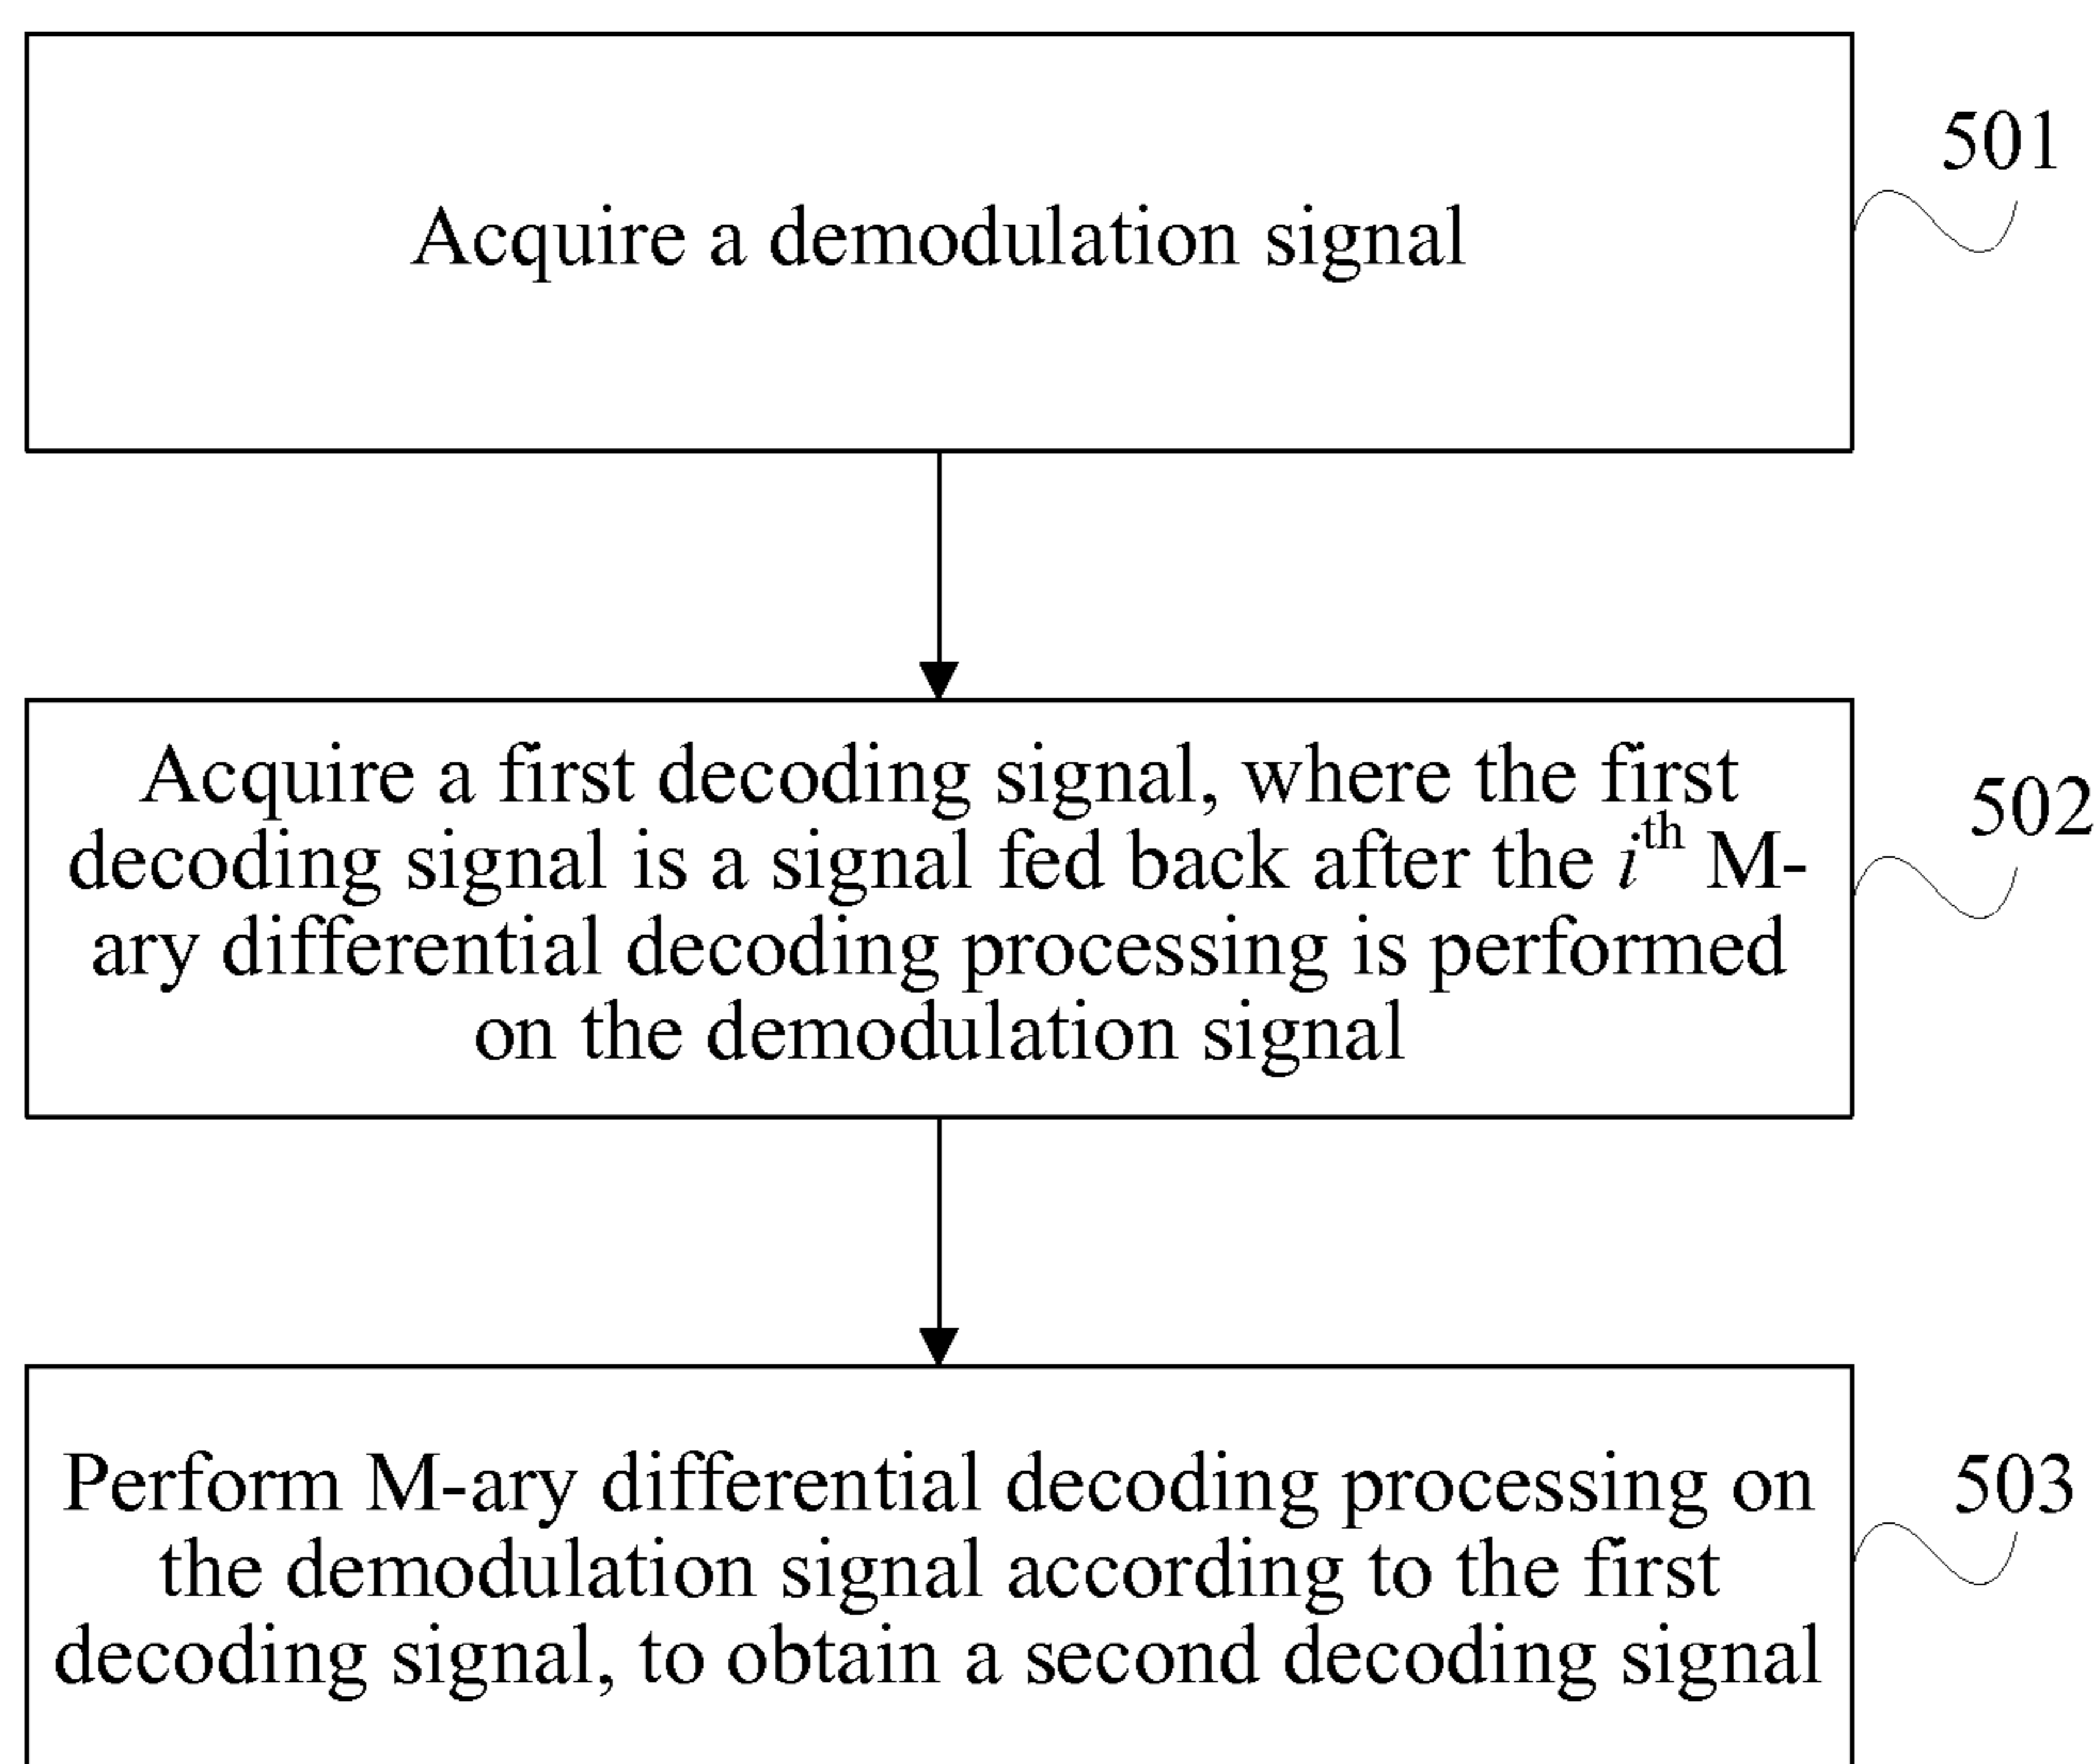 501
Acquire a demodulation signal
Acquire a first decoding signal, where the first
502
decoding signal is a signal fed back after the ith M-
ary differential decoding processing is performed
on the demodulation signal
Perform M-ary differential decoding processing on
503
the demodulation signal according to the first
decoding signal, to obtain a second decoding signal